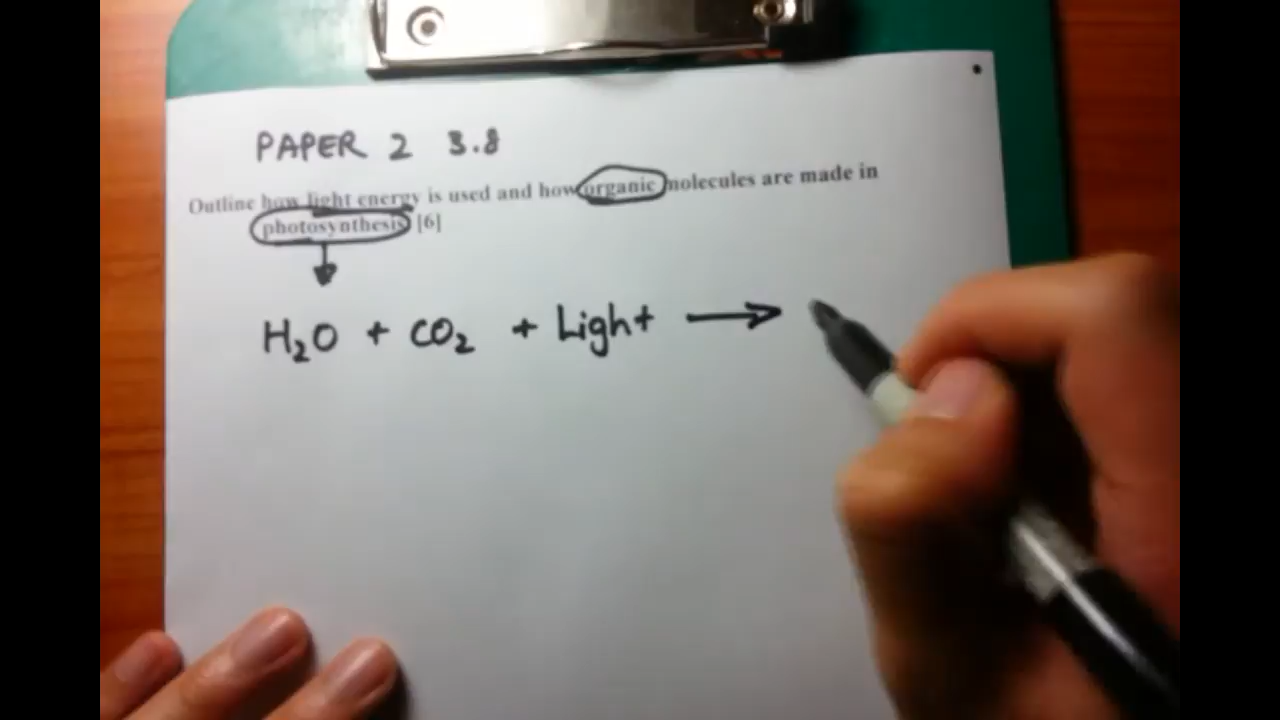 PAPER 2 3.8
Outline how light energy is used and how organic molecules are made in
photosynthesis [6]
H₂O + CO₂ + Light →